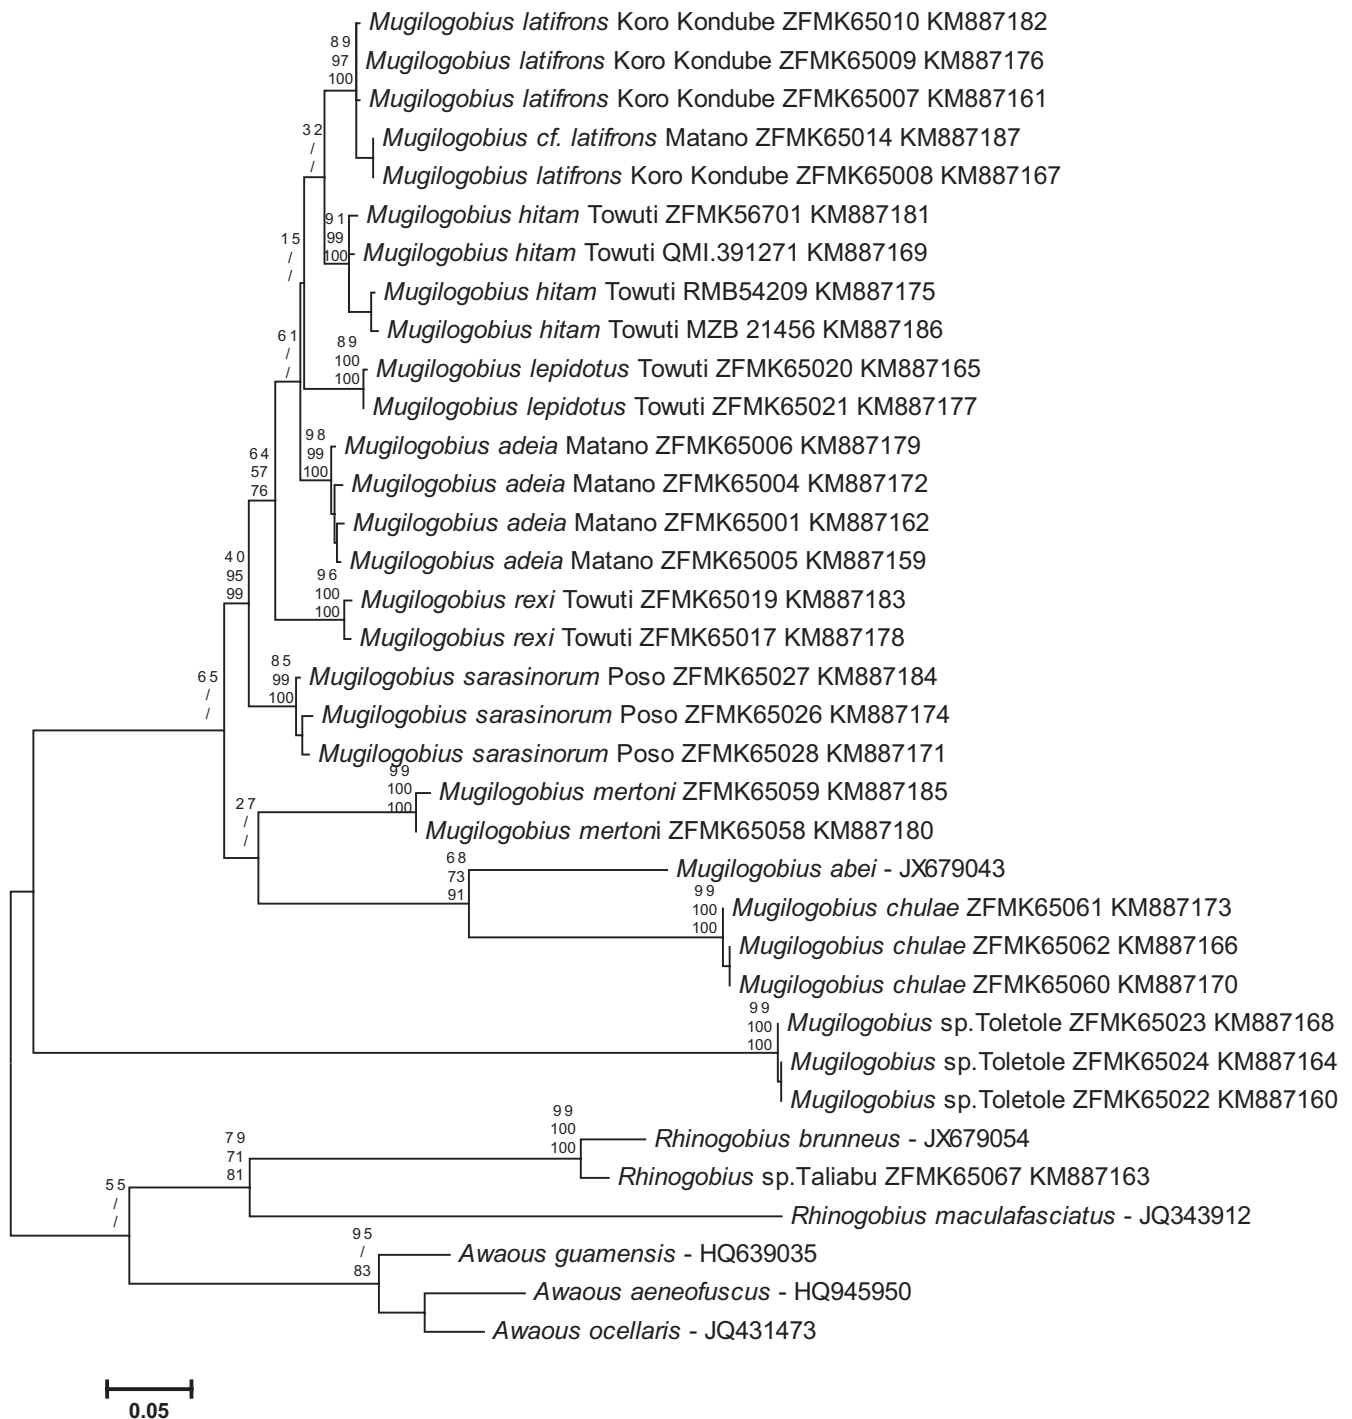 Mugilogobius latifrons Koro Kondube ZFMK65010 KM887182
89
97
100
Mugilogobius latifrons Koro Kondube ZFMK65009 KM887176
Mugilogobius latifrons Koro Kondube ZFMK65007 KM887161
32
/
/
Mugilogobius cf. latifrons Matano ZFMK65014 KM887187
Mugilogobius latifrons Koro Kondube ZFMK65008 KM887167
91
99
100
Mugilogobius hitam Towuti ZFMK56701 KM887181
15
/
/
Mugilogobius hitam Towuti QMI.391271 KM887169
Mugilogobius hitam Towuti RMB54209 KM887175
61
/
/
Mugilogobius hitam Towuti MZB 21456 KM887186
89
100
100
Mugilogobius lepidotus Towuti ZFMK65020 KM887165
Mugilogobius lepidotus Towuti ZFMK65021 KM887177
98
99
100
Mugilogobius adeia Matano ZFMK65006 KM887179
64
57
76
Mugilogobius adeia Matano ZFMK65004 KM887172
Mugilogobius adeia Matano ZFMK65001 KM887162
40
95
99
Mugilogobius adeia Matano ZFMK65005 KM887159
96
100
100
Mugilogobius rexi Towuti ZFMK65019 KM887183
Mugilogobius rexi Towuti ZFMK65017 KM887178
65
/
/
85
99
100
Mugilogobius sarasinorum Poso ZFMK65027 KM887184
Mugilogobius sarasinorum Poso ZFMK65026 KM887174
Mugilogobius sarasinorum Poso ZFMK65028 KM887171
99
100
100
Mugilogobius mertoni ZFMK65059 KM887185
27
/
/
Mugilogobius mertoni ZFMK65058 KM887180
68
73
91
Mugilogobius abei - JX679043
99
100
100
Mugilogobius chulae ZFMK65061 KM887173
Mugilogobius chulae ZFMK65062 KM887166
Mugilogobius chulae ZFMK65060 KM887170
99
100
100
Mugilogobius sp.Toletole ZFMK65023 KM887168
Mugilogobius sp.Toletole ZFMK65024 KM887164
Mugilogobius sp.Toletole ZFMK65022 KM887160
99
100
100
Rhinogobius brunneus - JX679054
79
71
81
Rhinogobius sp.Taliabu ZFMK65067 KM887163
55
/
/
Rhinogobius maculafasciatus - JQ343912
95
/
83
Awaous guamensis - HQ639035
Awaous aeneofuscus - HQ945950
Awaous ocellaris - JQ431473
0.05